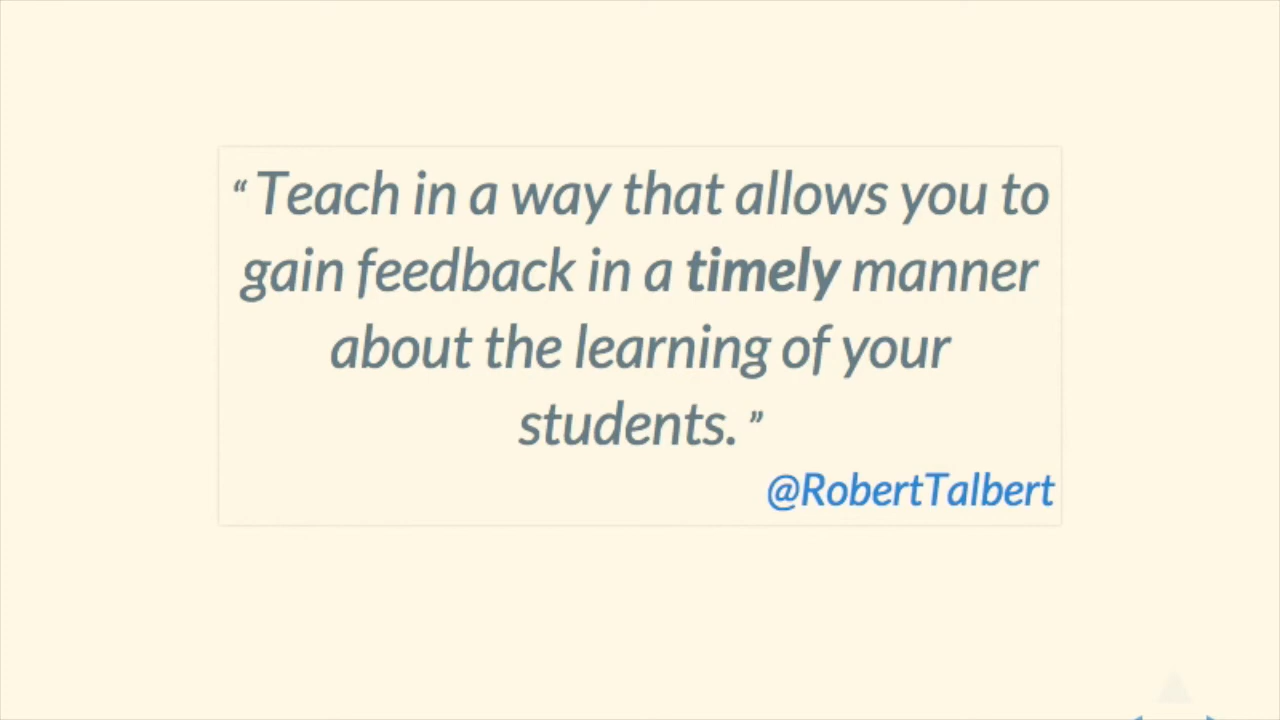 “ Teach in a way that allows you to
gain feedback in a timely manner
about the learning of your
students. ”
@RobertTalbert